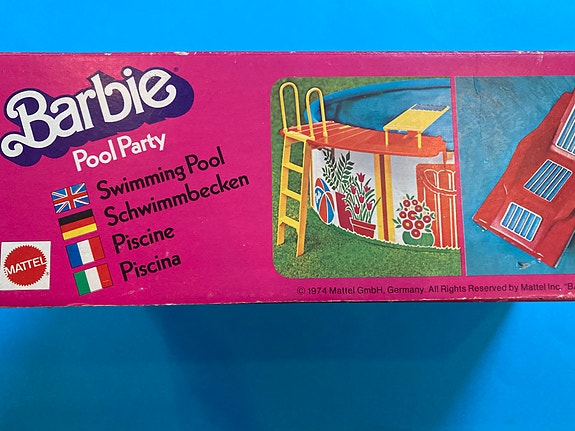 Barbie
Pool Party
Swimming Pool
Schwimmbecken
Piscine
Piscina
MATTEL
© 1974 Mattel GmbH, Germany. All Rights Reserved by Mattel Inc.